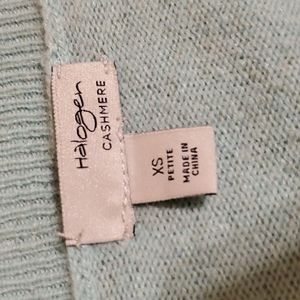 Halogen
CASHMERE
XS
PETITE
MADE IN
CHINA